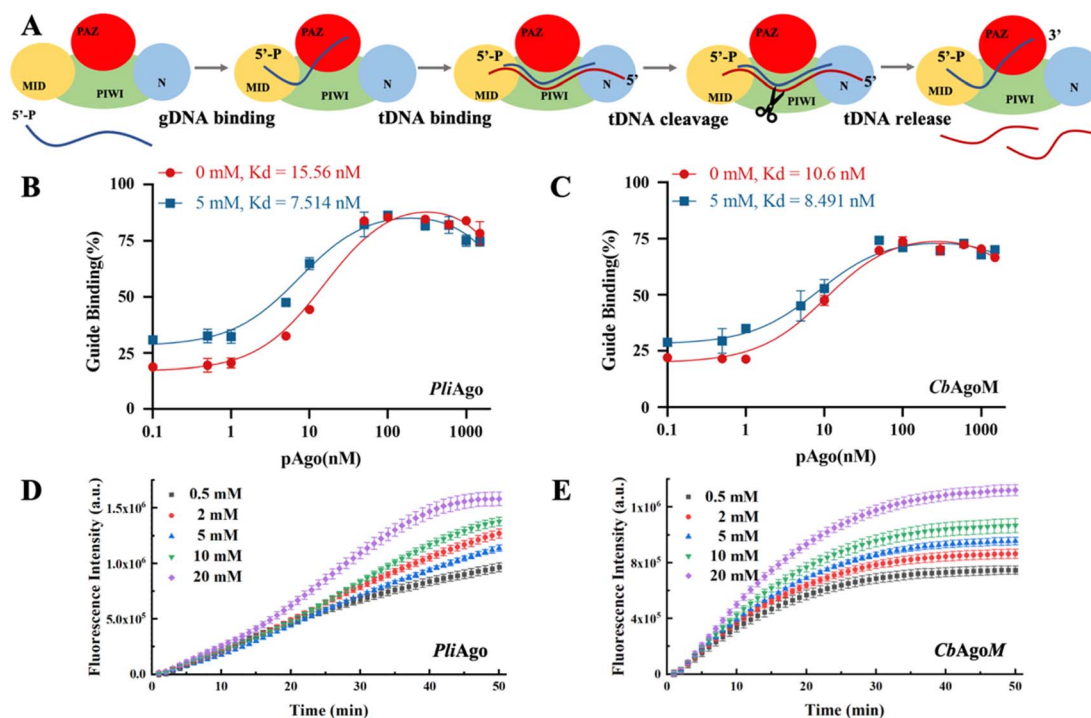 A
PAZ
MID
PIWI
N
5’-P
gDNA binding
5’-P
PAZ
MID
PIWI
N
tDNA binding
5’-P
PAZ
MID
PIWI
N
5’
tDNA cleavage
5’-P
PAZ
MID
PIWI
N
5’
tDNA release
5’-P
PAZ
3’
MID
PIWI
N
B
0 mM, Kd = 15.56 nM
5 mM, Kd = 7.514 nM
Guide Binding(%)
100
75
50
25
0
0.1 1 10 100 1000
pAgo(nM)
PliAgo
C
0 mM, Kd = 10.6 nM
5 mM, Kd = 8.491 nM
Guide Binding(%)
100
75
50
25
0
0.1 1 10 100 1000
pAgo(nM)
CbAgoM
D
0.5 mM
2 mM
5 mM
10 mM
20 mM
Fluorescence Intensity (a.u.)
1.5x10⁶
1.0x10⁶
5.0x10⁵
0.0
0 10 20 30 40 50
Time (min)
PliAgo
E
0.5 mM
2 mM
5 mM
10 mM
20 mM
Fluorescence Intensity (a.u.)
1x10⁶
8x10⁵
4x10⁵
0
0 10 20 30 40 50
Time (min)
CbAgoM